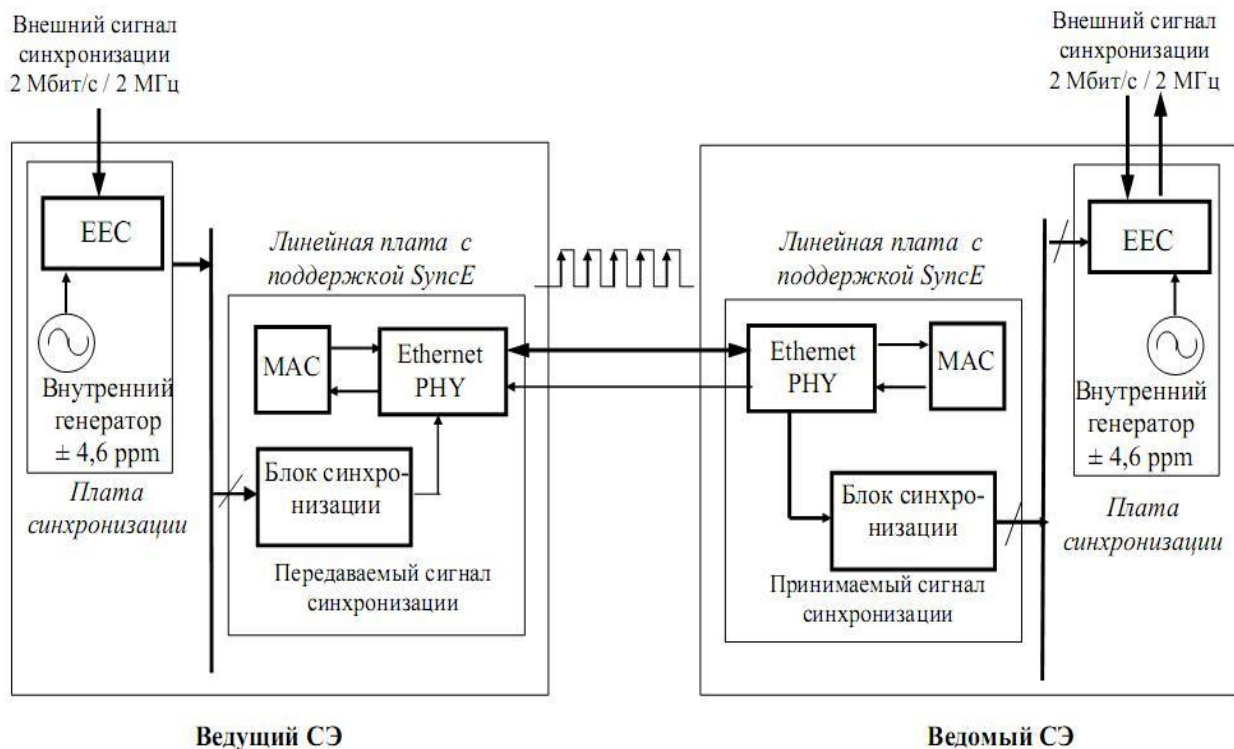 Внешний сигнал
синхронизации
2 Мбит/с / 2 МГц
EEC
Внутренний
генератор
± 4,6 ppm
Плата
синхронизации
Линейная плата с
поддержкой SyncE
MAC
Ethernet
PHY
Блок синхро-
низации
Передаваемый сигнал
синхронизации
Ведущий СЭ
Внешний сигнал
синхронизации
2 Мбит/с / 2 МГц
Линейная плата с
поддержкой SyncE
Ethernet
PHY
MAC
Блок синхро-
низации
Принимаемый сигнал
синхронизации
EEC
Внутренний
генератор
± 4,6 ppm
Плата
синхронизации
Ведомый СЭ